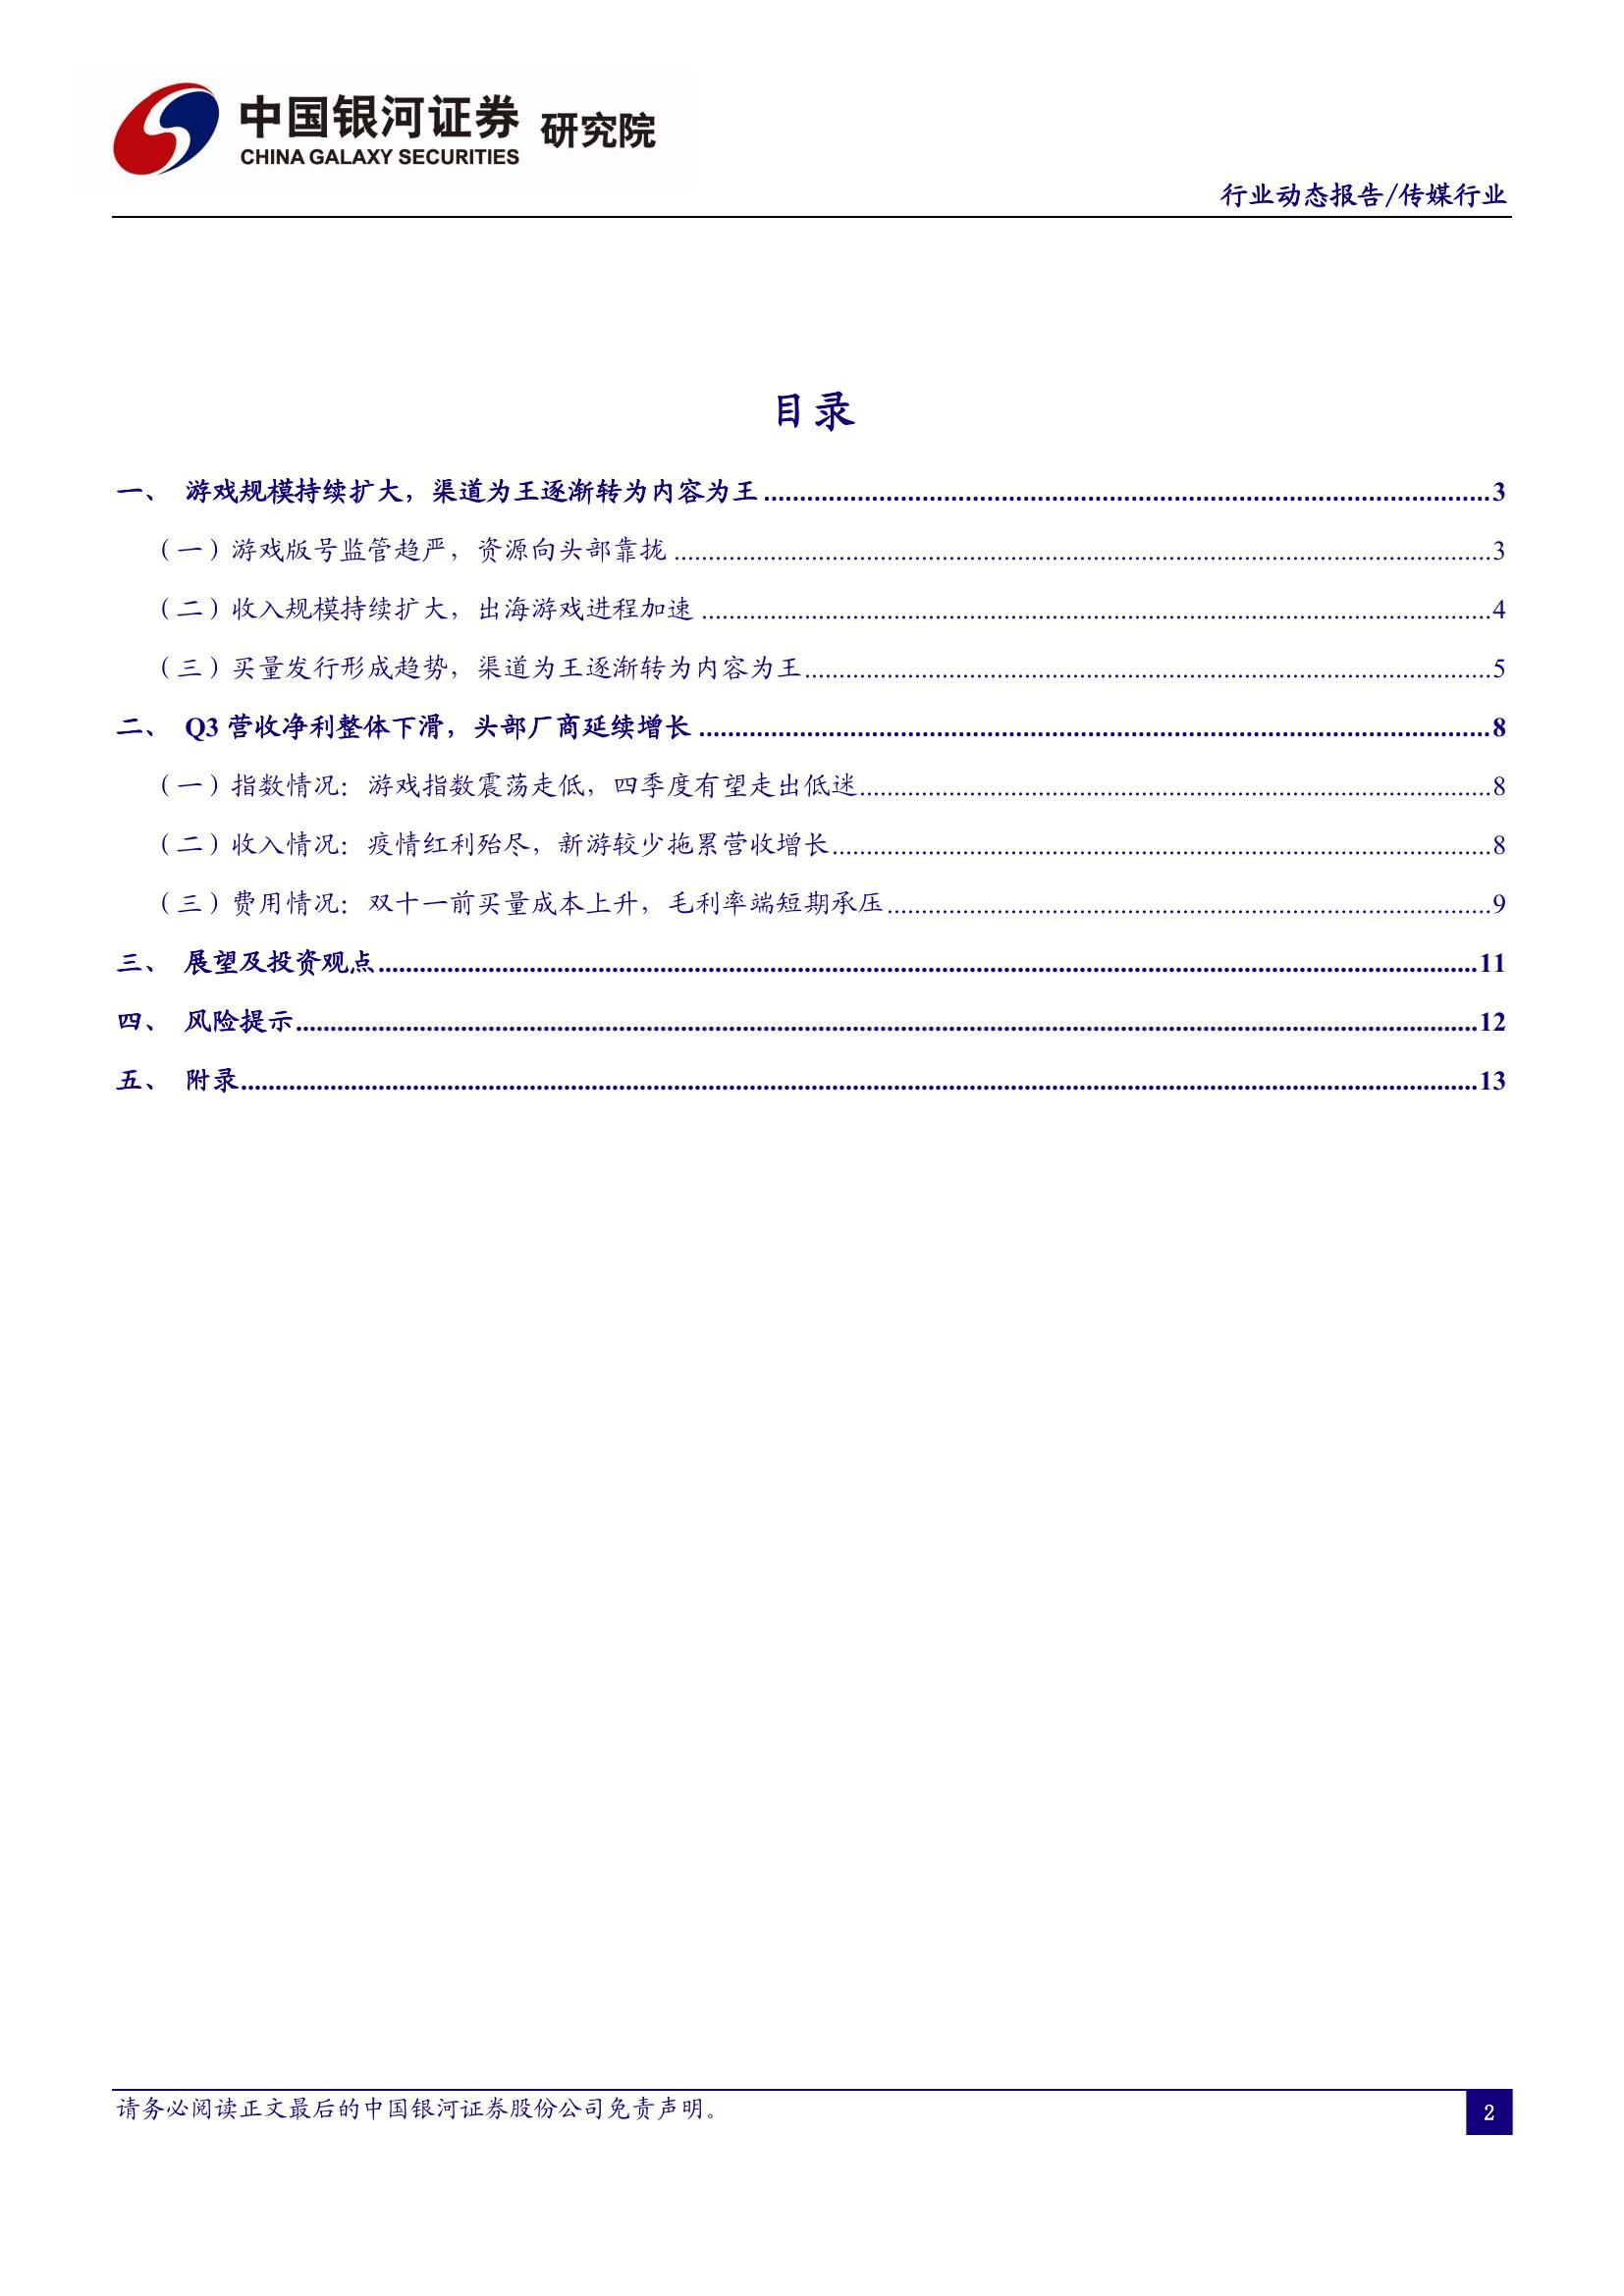 中国银河证券 研究院
CHINA GALAXY SECURITIES
行业动态报告/传媒行业
目录
一、 游戏规模持续扩大，渠道为王逐渐转为内容为王 ........................................ 3
（一）游戏版号监管趋严，资源向头部靠拢 ........................................ 3
（二）收入规模持续扩大，出海游戏进程加速 ........................................ 4
（三）买量发行形成趋势，渠道为王逐渐转为内容为王 ........................................ 5
二、 Q3 营收净利整体下滑，头部厂商延续增长 ........................................ 8
（一）指数情况：游戏指数震荡走低，四季度有望走出低迷 ........................................ 8
（二）收入情况：疫情红利殆尽，新游较少拖累营收增长 ........................................ 8
（三）费用情况：双十一前买量成本上升，毛利率端短期承压 ........................................ 9
三、 展望及投资观点 ........................................ 11
四、 风险提示 ........................................ 12
五、 附录 ........................................ 13
请务必阅读正文最后的中国银河证券股份公司免责声明。
2